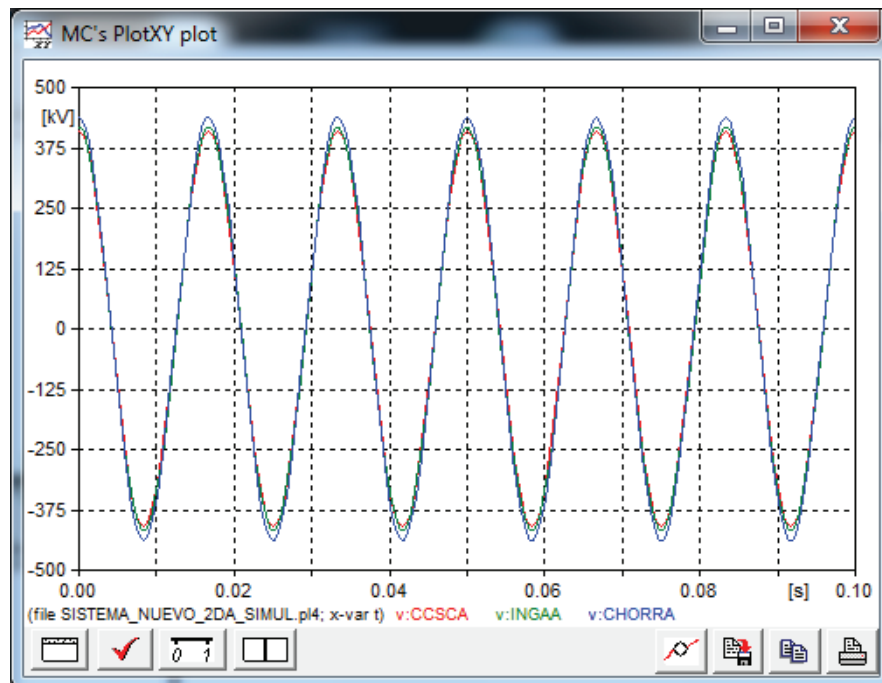 MC's PlotXY plot
500
[kV]
375
250
125
0
-125
-250
-375
-500
0.00 0.02 0.04 0.06 0.08 [s] 0.10
(file SISTEMA_NUEVO_2DA_SIMUL.pl4; x-var t) v:CCSCA v:INGAA v:CHORRA
0 1